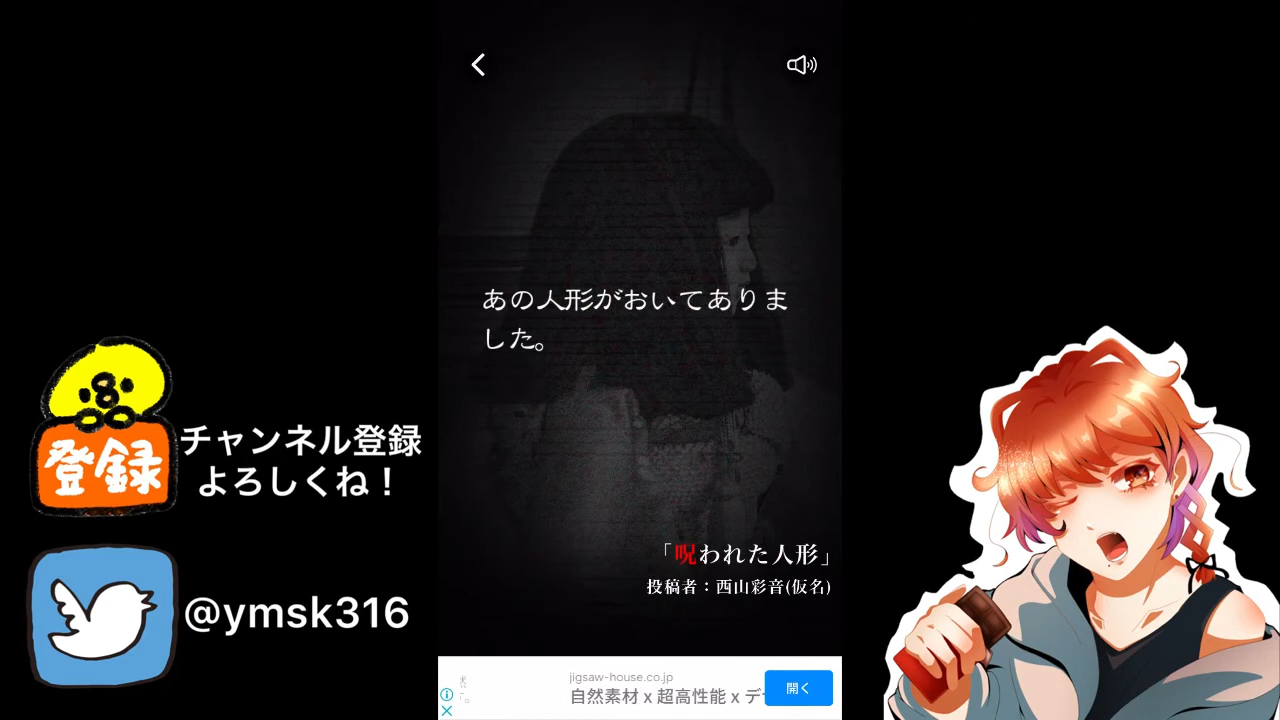 あの人形がおいてありま
した。
「呪われた人形」
投稿者：西山彩音(仮名)
登録
チャンネル登録
よろしくね！
@ymsk316
jigsaw-house.co.jp
自然素材 x 超高性能 x デ
開く